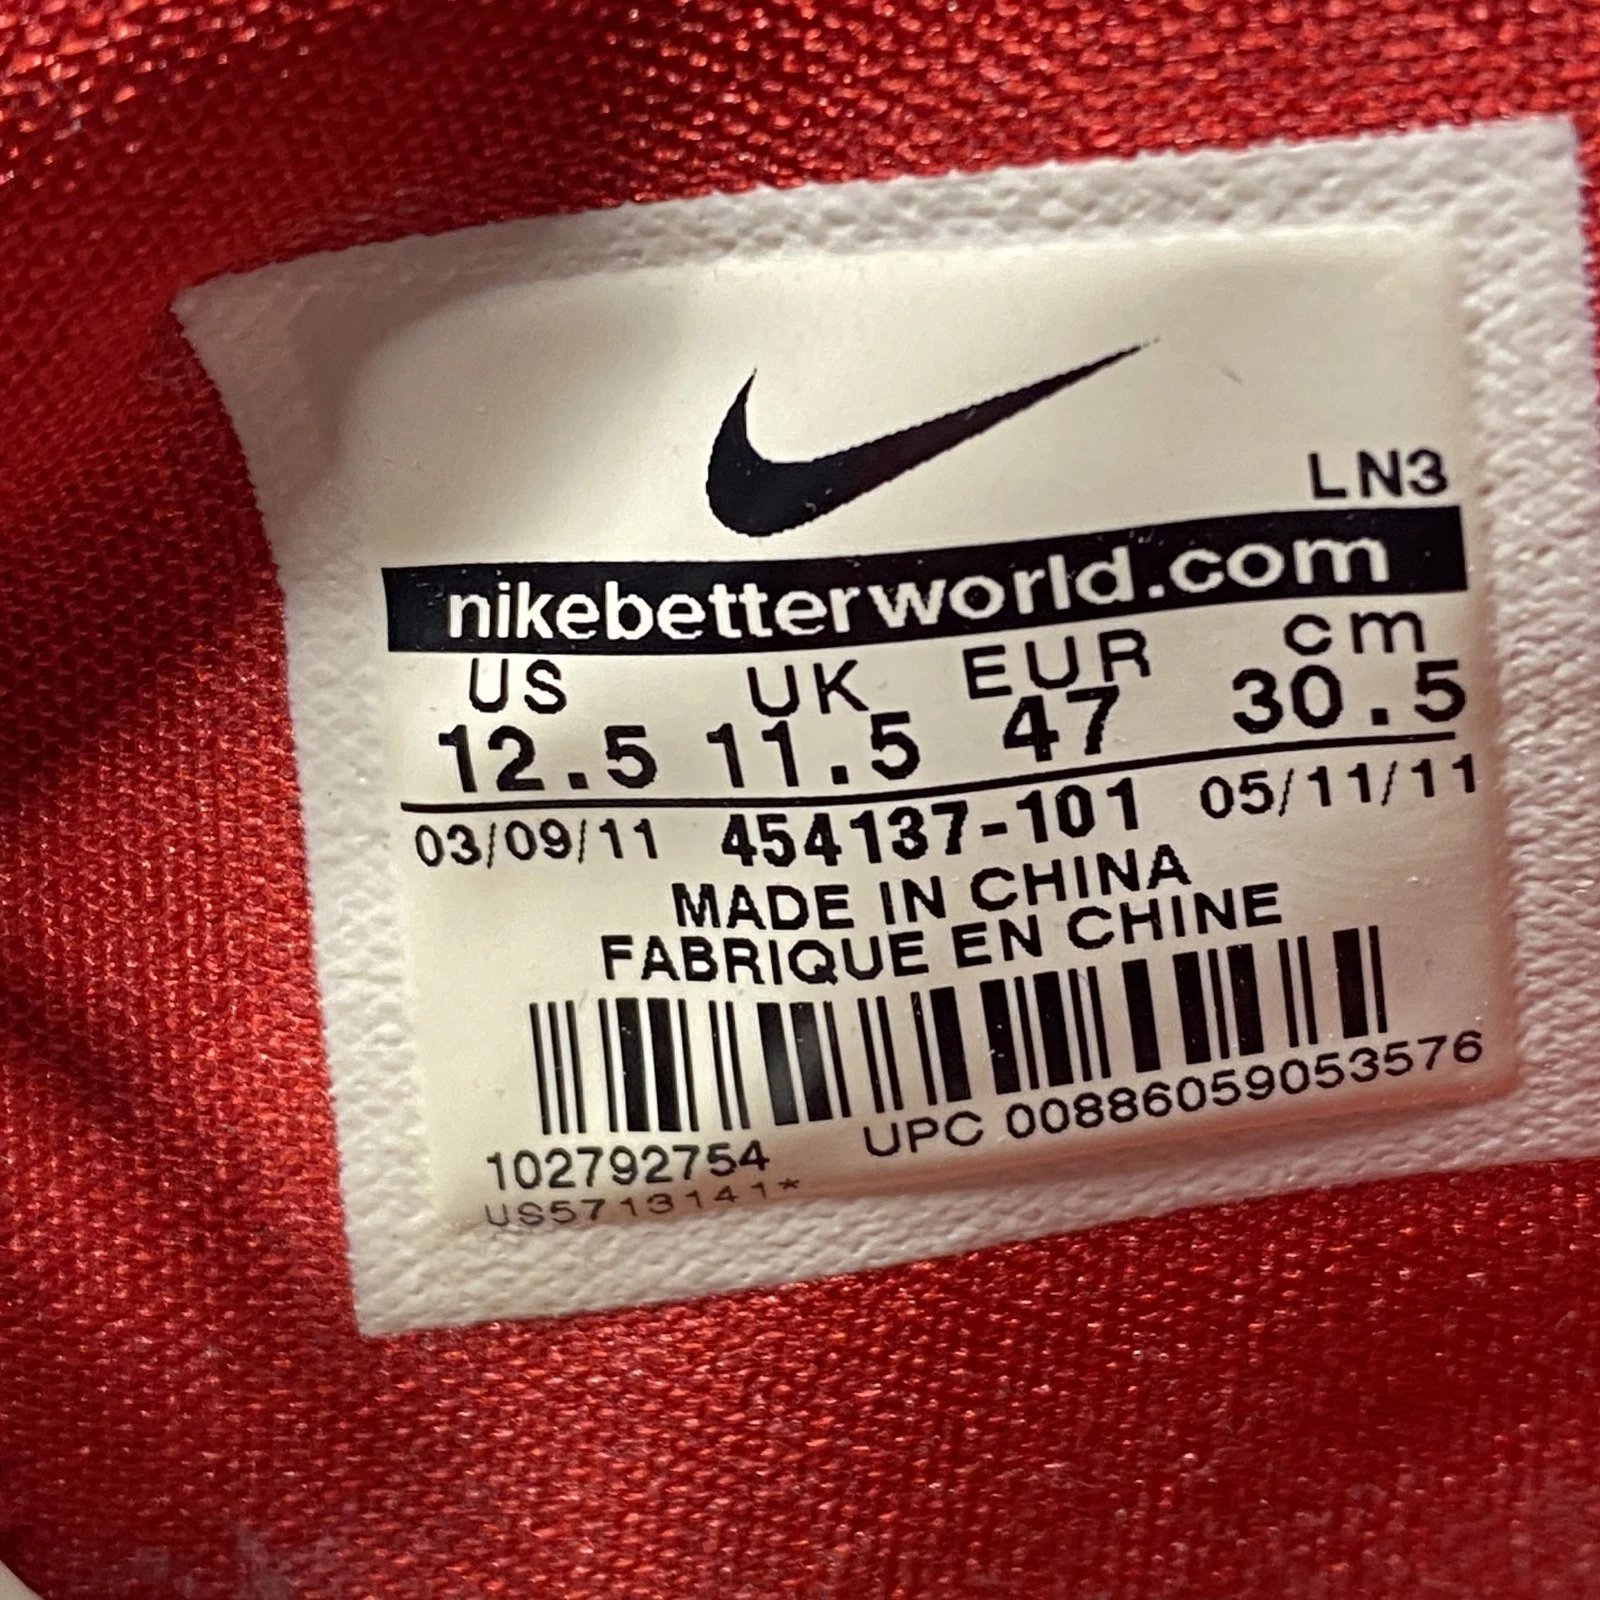 LN3
nikebetterworld.com
US UK EUR cm
12.5 11.5 47 30.5
03/09/11 454137-101 05/11/11
MADE IN CHINA
FABRIQUE EN CHINE
UPC 00886059053576
102792754
US5713141*